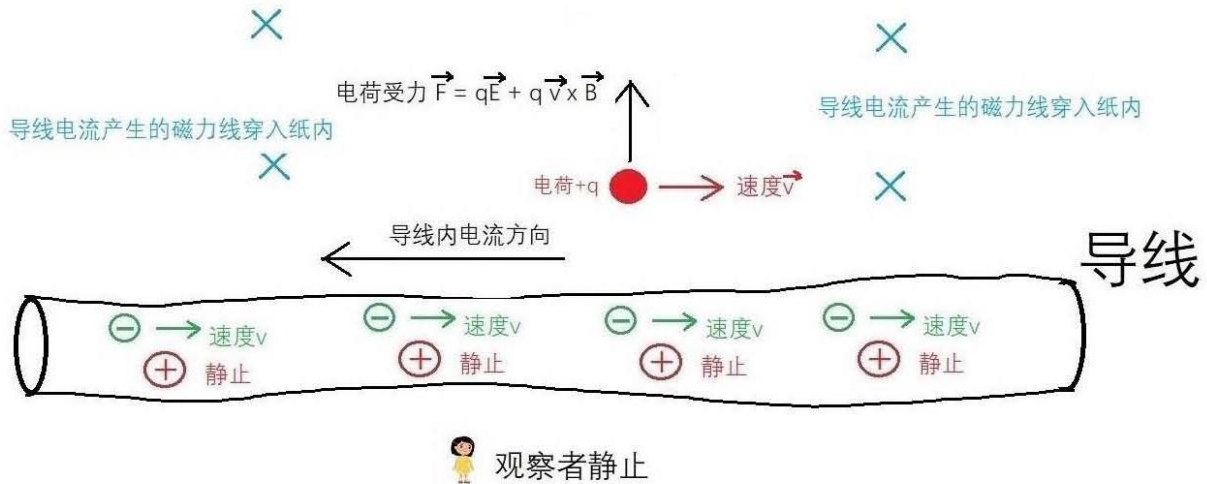 电荷受力 F = qE + q v x B
导线电流产生的磁力线穿入纸内
导线电流产生的磁力线穿入纸内
电荷+q
速度v
导线内电流方向
导线
速度v
速度v
速度v
速度v
静止
静止
静止
静止
观察者静止